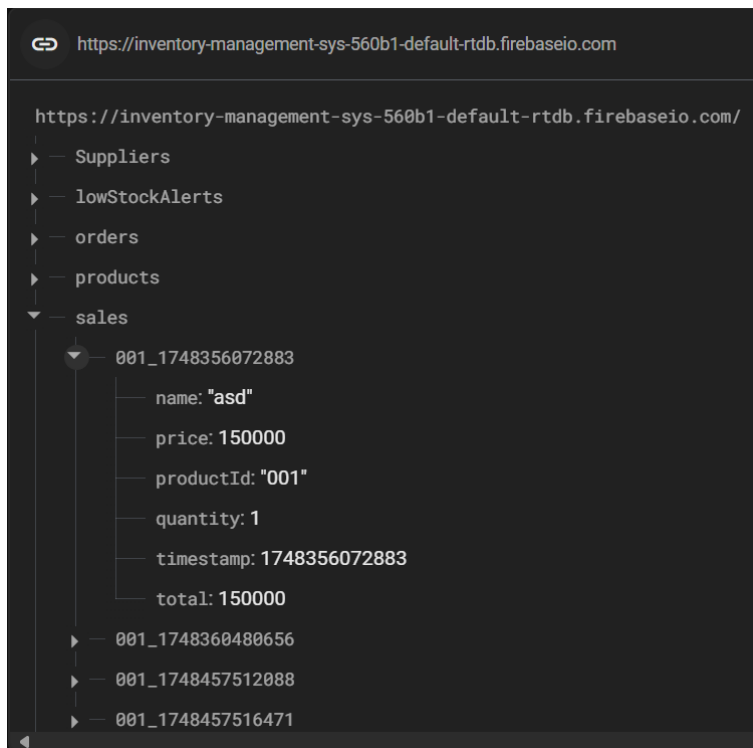 https://inventory-management-sys-560b1-default-rtdb.firebaseio.com
https://inventory-management-sys-560b1-default-rtdb.firebaseio.com/
Suppliers
lowStockAlerts
orders
products
sales
001_1748356072883
name: "asd"
price: 150000
productId: "001"
quantity: 1
timestamp: 1748356072883
total: 150000
001_1748360480656
001_1748457512088
001_1748457516471